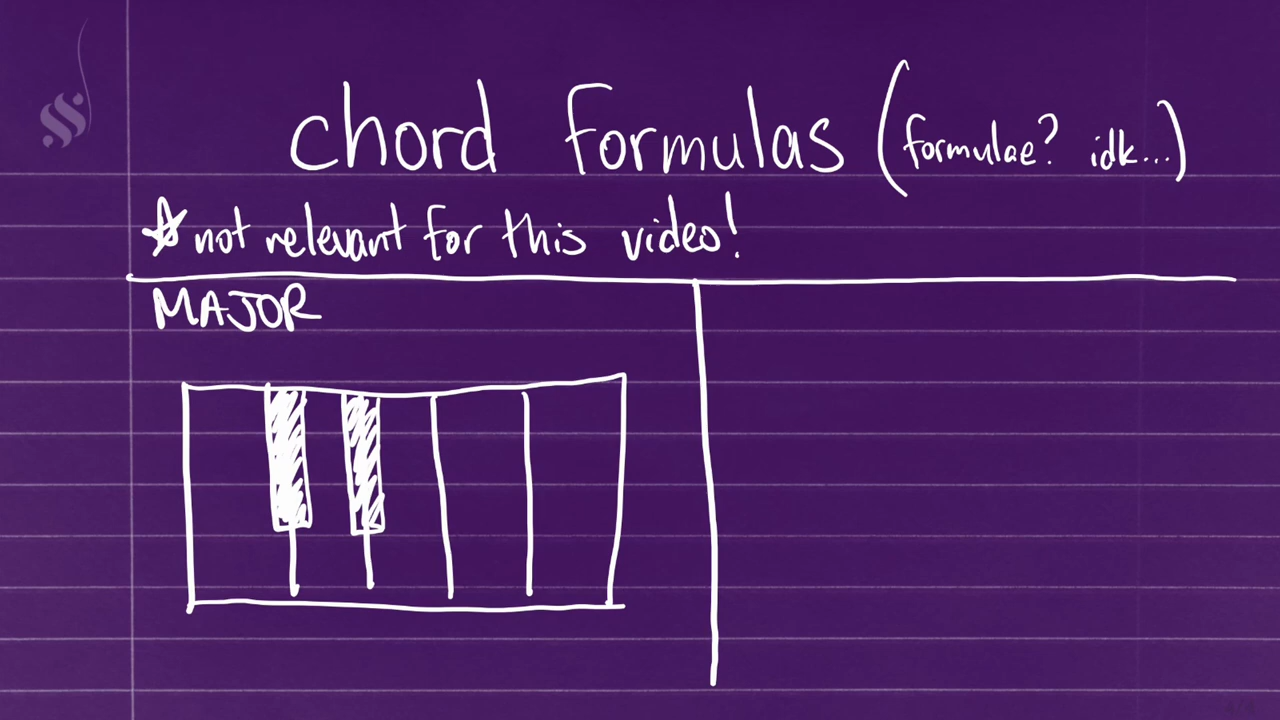 chord formulas (formulae? idk...)
☆ not relevant for this video!
MAJOR